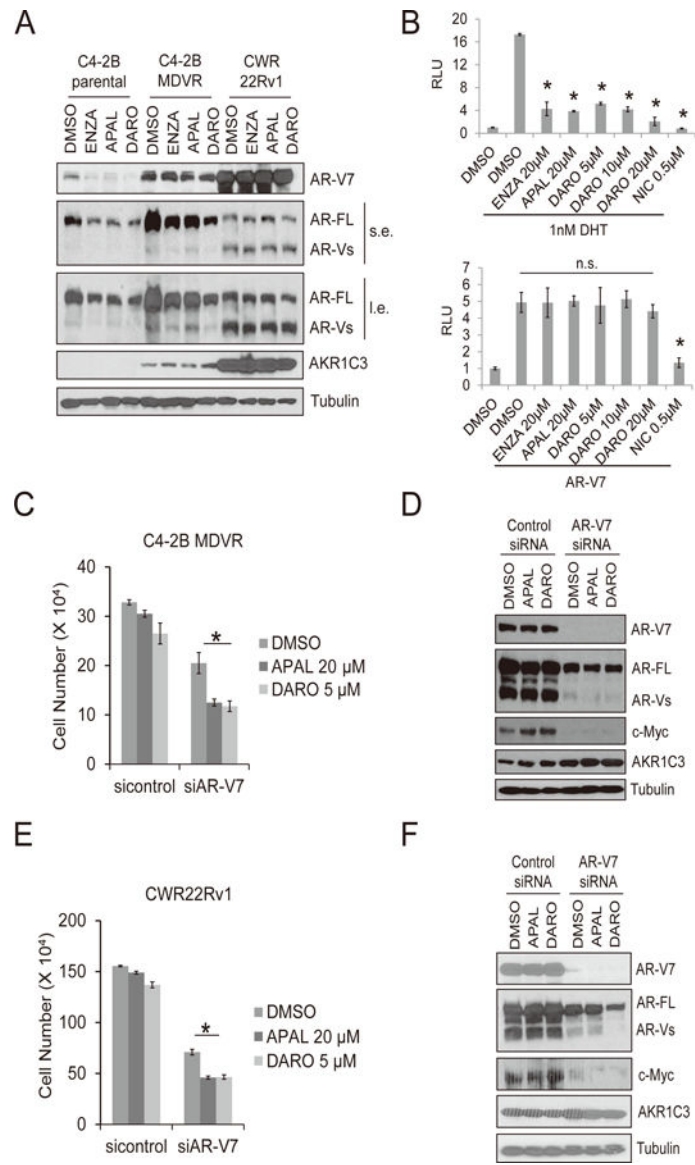 A
C4-2B parental
C4-2B MDVR
CWR 22Rv1
DMSO ENZA APAL DARO DMSO ENZA APAL DARO DMSO ENZA APAL DARO
AR-V7
AR-FL
AR-Vs
s.e.
AR-FL
AR-Vs
l.e.
AKR1C3
Tubulin
B
RLU
20
16
12
8
4
0
* * * * * *
DMSO DMSO ENZA 20µM APAL 20µM DARO 5µM DARO 10µM DARO 20µM NIC 0.5µM
1nM DHT
RLU
7
6
5
4
3
2
1
0
n.s.
*
DMSO DMSO ENZA 20µM APAL 20µM DARO 5µM DARO 10µM DARO 20µM NIC 0.5µM
AR-V7
C
C4-2B MDVR
Cell Number (X 10⁴)
40
30
20
10
0
*
DMSO
APAL 20 µM
DARO 5 µM
sicontrol siAR-V7
D
Control siRNA
AR-V7 siRNA
DMSO APAL DARO DMSO APAL DARO
AR-V7
AR-FL
AR-Vs
c-Myc
AKR1C3
Tubulin
E
CWR22Rv1
Cell Number (X 10⁴)
200
150
100
50
0
*
DMSO
APAL 20 µM
DARO 5 µM
sicontrol siAR-V7
F
Control siRNA
AR-V7 siRNA
DMSO APAL DARO DMSO APAL DARO
AR-V7
AR-FL
AR-Vs
c-Myc
AKR1C3
Tubulin